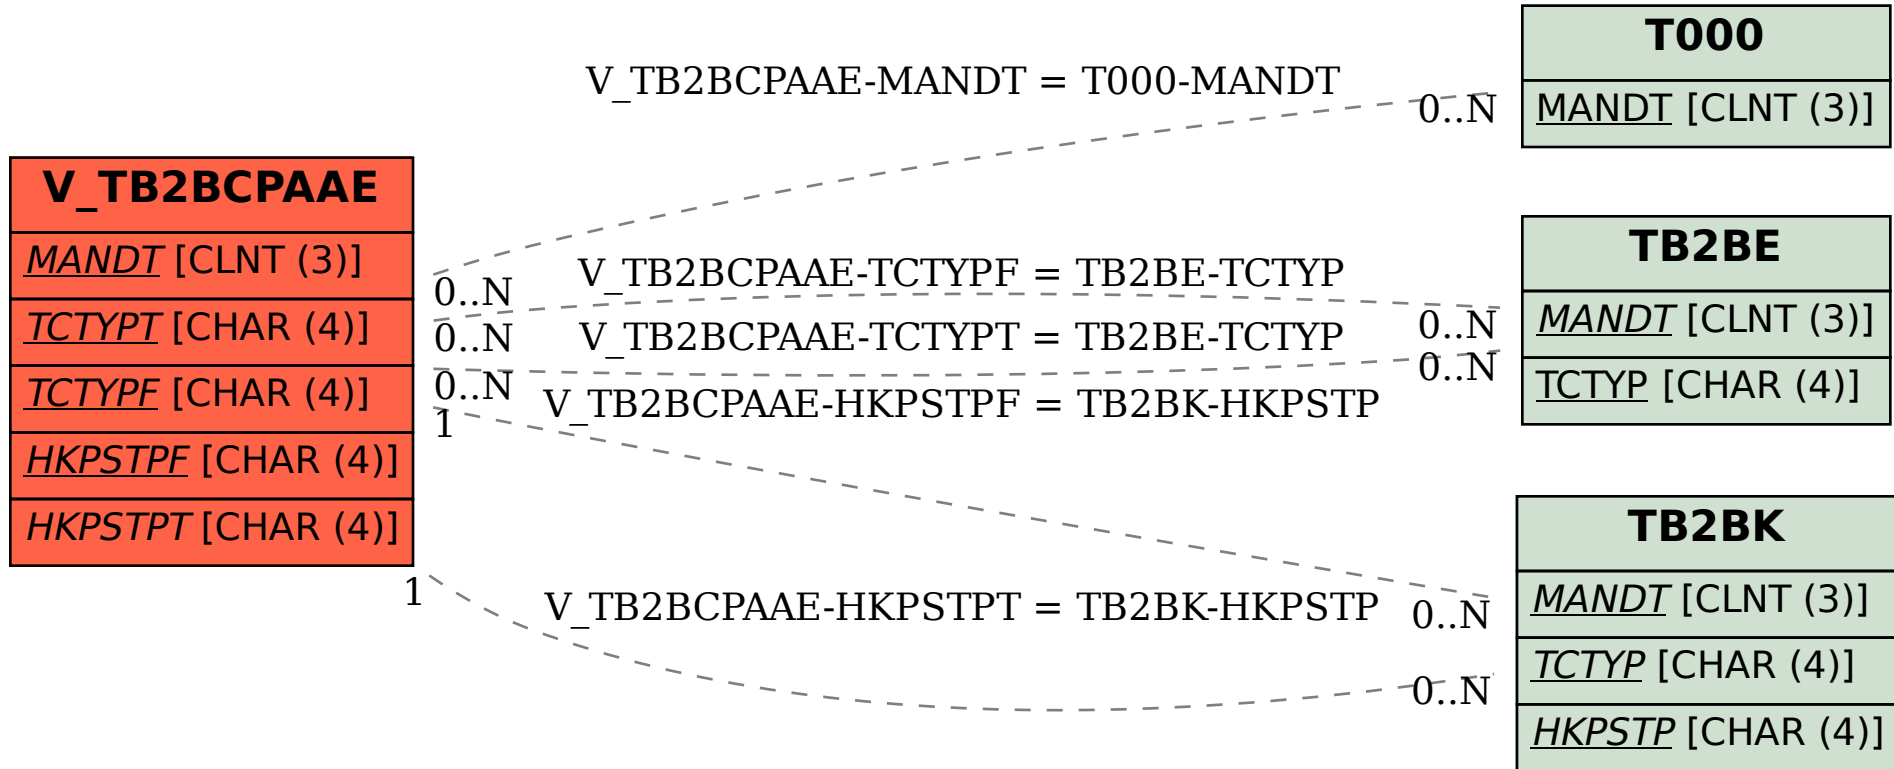 V_TB2BCPAAE
MANDT [CLNT (3)]
TCTYPT [CHAR (4)]
TCTYPF [CHAR (4)]
HKPSTPF [CHAR (4)]
HKPSTPT [CHAR (4)]
V_TB2BCPAAE-MANDT = T000-MANDT
0..N
0..N
V_TB2BCPAAE-TCTYPF = TB2BE-TCTYP
0..N
0..N
V_TB2BCPAAE-TCTYPT = TB2BE-TCTYP
0..N
0..N
V_TB2BCPAAE-HKPSTPF = TB2BK-HKPSTP
1
0..N
V_TB2BCPAAE-HKPSTPT = TB2BK-HKPSTP
1
0..N
T000
MANDT [CLNT (3)]
TB2BE
MANDT [CLNT (3)]
TCTYP [CHAR (4)]
TB2BK
MANDT [CLNT (3)]
TCTYP [CHAR (4)]
HKPSTP [CHAR (4)]